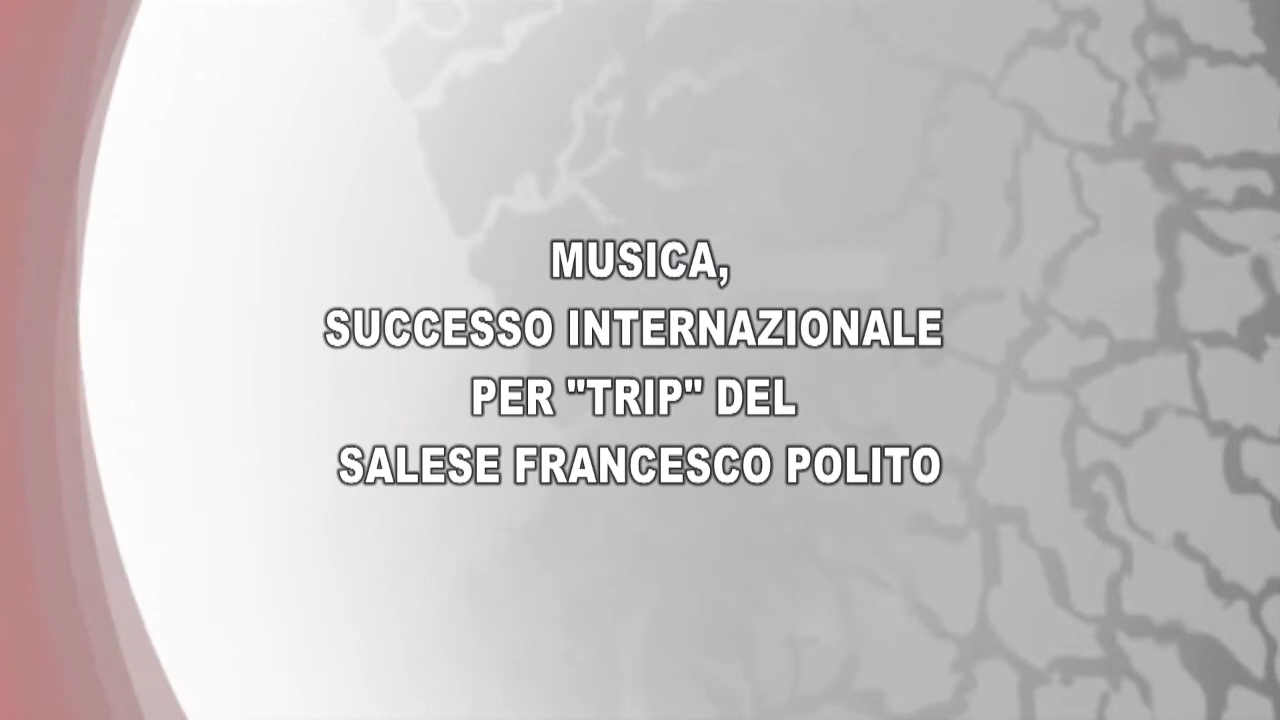 MUSICA,
SUCCESSO INTERNAZIONALE
PER "TRIP" DEL
SALESE FRANCESCO POLITO